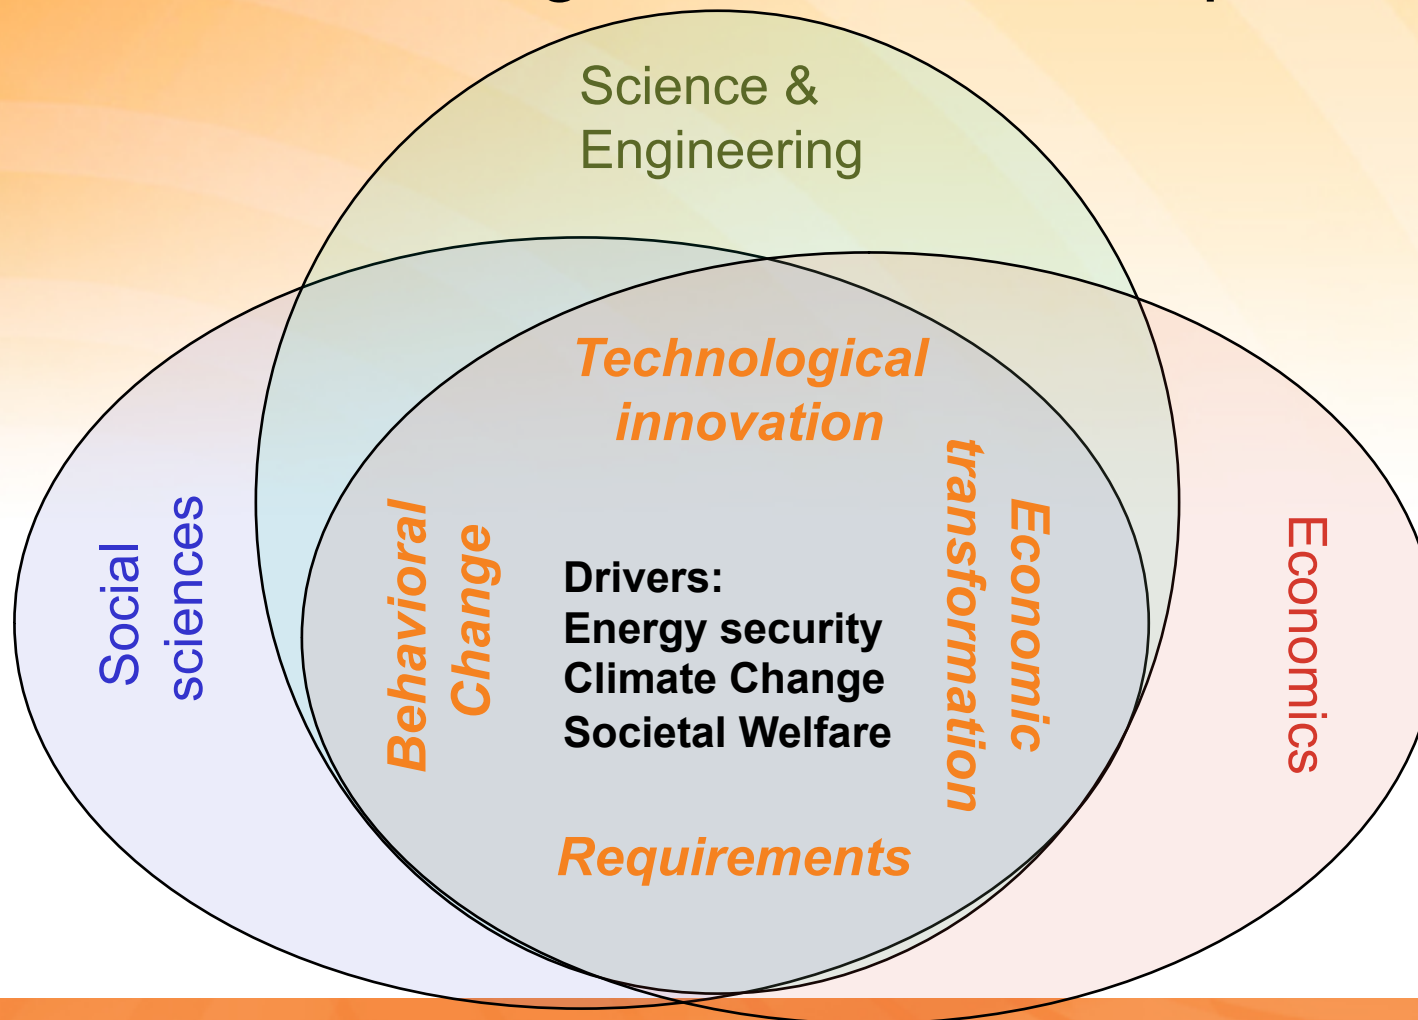 Science &
Engineering
Technological
innovation
Social
sciences
Behavioral
Change
Drivers:
Energy security
Climate Change
Societal Welfare
Economic
transformation
Economics
Requirements